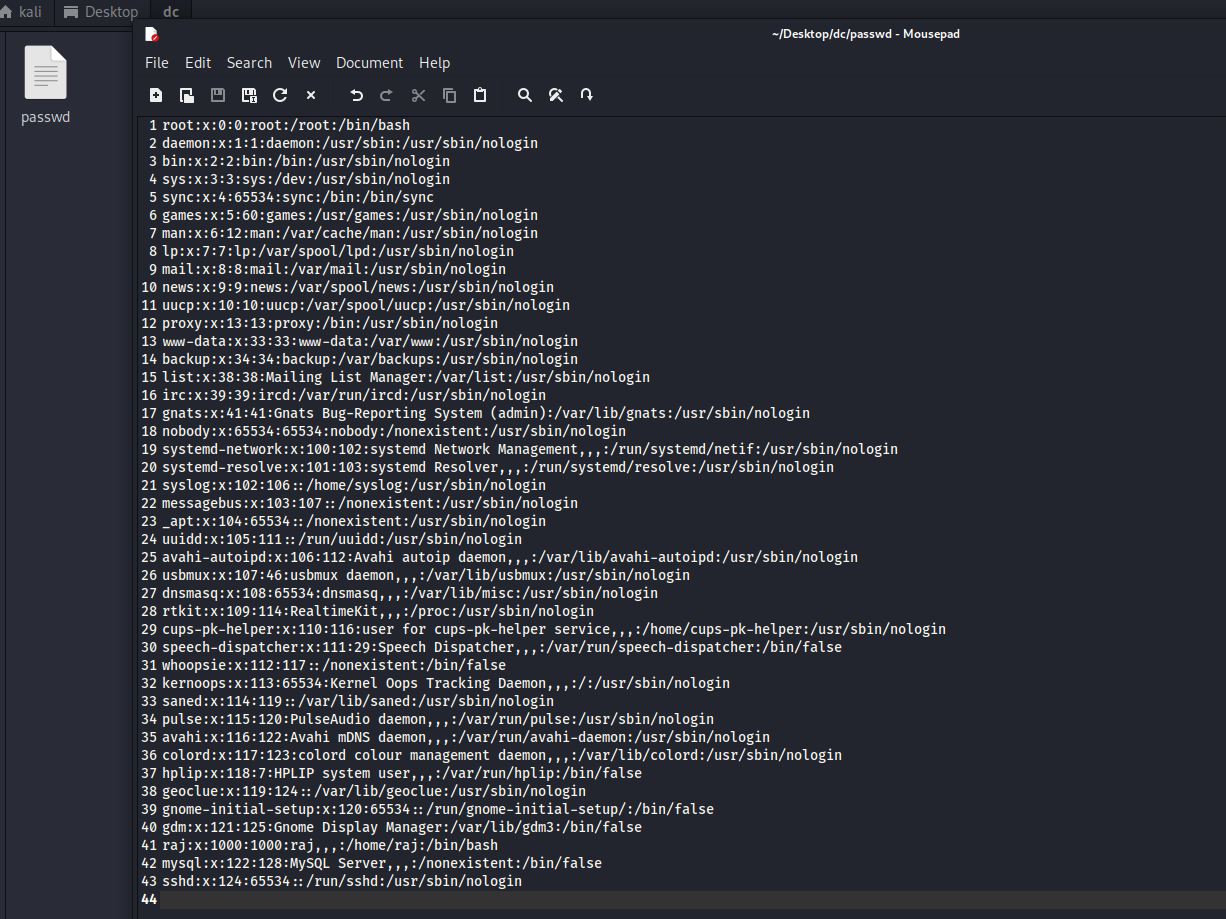 kali Desktop dc
passwd
~/Desktop/dc/passwd - Mousepad
File Edit Search View Document Help
1 root:x:0:0:root:/root:/bin/bash
2 daemon:x:1:1:daemon:/usr/sbin:/usr/sbin/nologin
3 bin:x:2:2:bin:/bin:/usr/sbin/nologin
4 sys:x:3:3:sys:/dev:/usr/sbin/nologin
5 sync:x:4:65534:sync:/bin:/bin/sync
6 games:x:5:60:games:/usr/games:/usr/sbin/nologin
7 man:x:6:12:man:/var/cache/man:/usr/sbin/nologin
8 lp:x:7:7:lp:/var/spool/lpd:/usr/sbin/nologin
9 mail:x:8:8:mail:/var/mail:/usr/sbin/nologin
10 news:x:9:9:news:/var/spool/news:/usr/sbin/nologin
11 uucp:x:10:10:uucp:/var/spool/uucp:/usr/sbin/nologin
12 proxy:x:13:13:proxy:/bin:/usr/sbin/nologin
13 www-data:x:33:33:www-data:/var/www:/usr/sbin/nologin
14 backup:x:34:34:backup:/var/backups:/usr/sbin/nologin
15 list:x:38:38:Mailing List Manager:/var/list:/usr/sbin/nologin
16 irc:x:39:39:ircd:/var/run/ircd:/usr/sbin/nologin
17 gnats:x:41:41:Gnats Bug-Reporting System (admin):/var/lib/gnats:/usr/sbin/nologin
18 nobody:x:65534:65534:nobody:/nonexistent:/usr/sbin/nologin
19 systemd-network:x:100:102:systemd Network Management,,,:/run/systemd/netif:/usr/sbin/nologin
20 systemd-resolve:x:101:103:systemd Resolver,,,:/run/systemd/resolve:/usr/sbin/nologin
21 syslog:x:102:106::/home/syslog:/usr/sbin/nologin
22 messagebus:x:103:107::/nonexistent:/usr/sbin/nologin
23 _apt:x:104:65534::/nonexistent:/usr/sbin/nologin
24 uuidd:x:105:111::/run/uuidd:/usr/sbin/nologin
25 avahi-autoipd:x:106:112:Avahi autoip daemon,,,:/var/lib/avahi-autoipd:/usr/sbin/nologin
26 usbmux:x:107:46:usbmux daemon,,,:/var/lib/usbmux:/usr/sbin/nologin
27 dnsmasq:x:108:65534:dnsmasq,,,:/var/lib/misc:/usr/sbin/nologin
28 rtkit:x:109:114:RealtimeKit,,,:/proc:/usr/sbin/nologin
29 cups-pk-helper:x:110:116:user for cups-pk-helper service,,,:/home/cups-pk-helper:/usr/sbin/nologin
30 speech-dispatcher:x:111:29:Speech Dispatcher,,,:/var/run/speech-dispatcher:/bin/false
31 whoopsie:x:112:117::/nonexistent:/bin/false
32 kernoops:x:113:65534:Kernel Oops Tracking Daemon,,,:/:/usr/sbin/nologin
33 saned:x:114:119::/var/lib/saned:/usr/sbin/nologin
34 pulse:x:115:120:PulseAudio daemon,,,:/var/run/pulse:/usr/sbin/nologin
35 avahi:x:116:122:Avahi mDNS daemon,,,:/var/run/avahi-daemon:/usr/sbin/nologin
36 colord:x:117:123:colord colour management daemon,,,:/var/lib/colord:/usr/sbin/nologin
37 hplip:x:118:7:HPLIP system user,,,:/var/run/hplip:/bin/false
38 geoclue:x:119:124::/var/lib/geoclue:/usr/sbin/nologin
39 gnome-initial-setup:x:120:65534::/run/gnome-initial-setup/:/bin/false
40 gdm:x:121:125:Gnome Display Manager:/var/lib/gdm3:/bin/false
41 raj:x:1000:1000:raj,,,:/home/raj:/bin/bash
42 mysql:x:122:128:MySQL Server,,,:/nonexistent:/bin/false
43 sshd:x:124:65534::/run/sshd:/usr/sbin/nologin
44